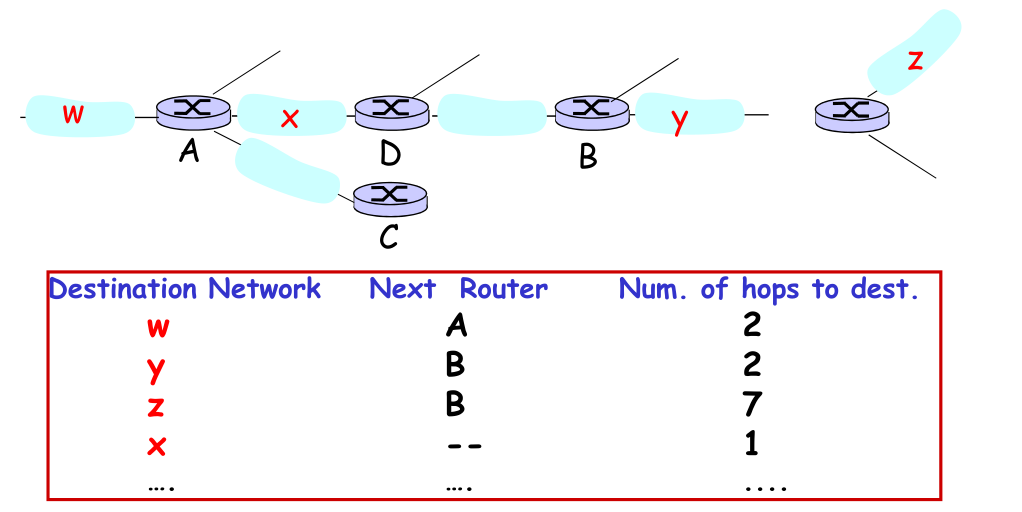 z
w
x
y
A
D
B
C
Destination Network Next Router Num. of hops to dest.
w A 2
y B 2
z B 7
x -- 1
…. …. ....